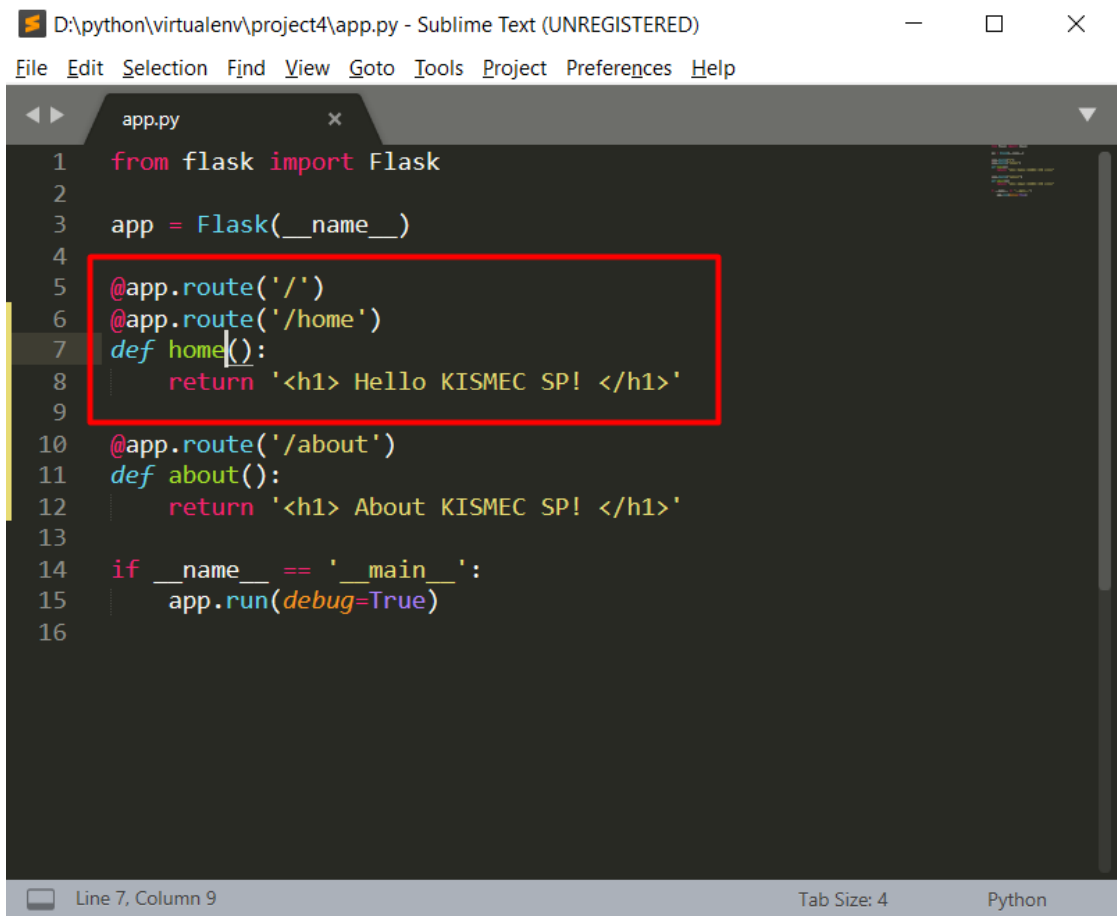 D:\python\virtualenv\project4\app.py - Sublime Text (UNREGISTERED)
File Edit Selection Find View Goto Tools Project Preferences Help
app.py
1 from flask import Flask
2
3 app = Flask(__name__)
4
5 @app.route('/')
6 @app.route('/home')
7 def home():
8     return '<h1> Hello KISMEC SP! </h1>'
9
10 @app.route('/about')
11 def about():
12     return '<h1> About KISMEC SP! </h1>'
13
14 if __name__ == '__main__':
15     app.run(debug=True)
16
Line 7, Column 9 Tab Size: 4 Python